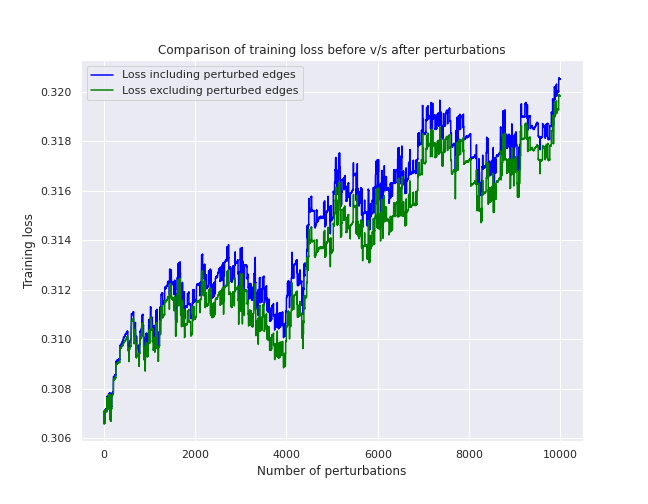 Comparison of training loss before v/s after perturbations
Loss including perturbed edges
Loss excluding perturbed edges
0.320
0.318
0.316
0.314
0.312
0.310
0.308
0.306
Training loss
0
2000
4000
6000
8000
10000
Number of perturbations